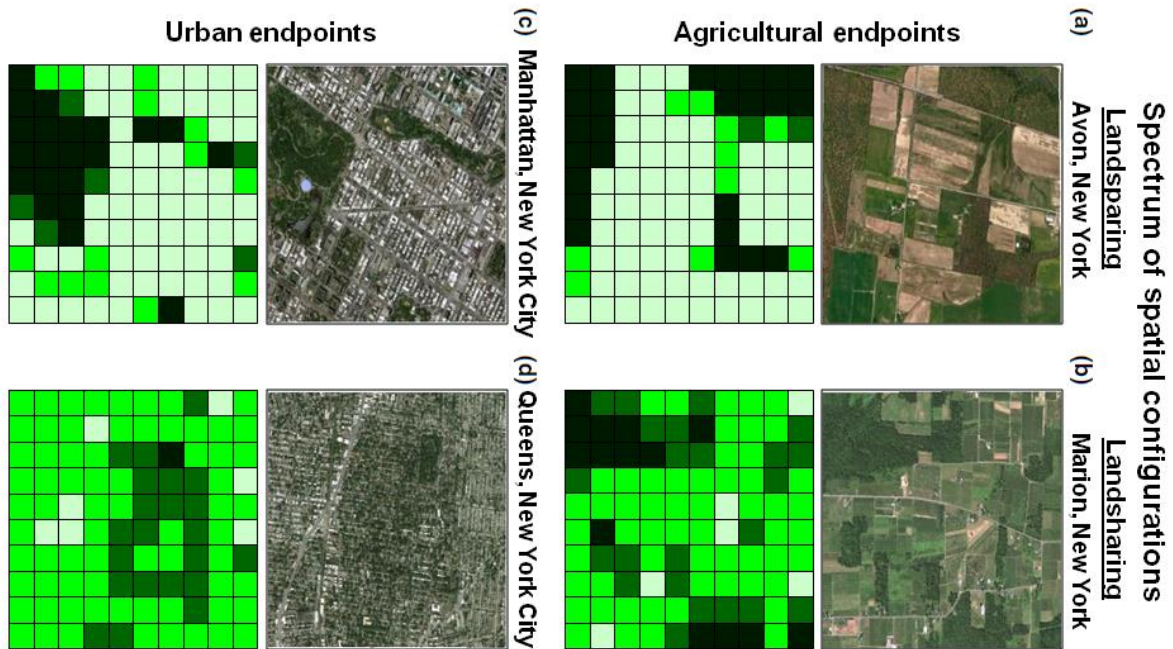 Spectrum of spatial configurations
Landsparing
Landsharing
Agricultural endpoints
(a)
Avon, New York
(b)
Marion, New York
Urban endpoints
(c) Manhattan, New York City
(d) Queens, New York City